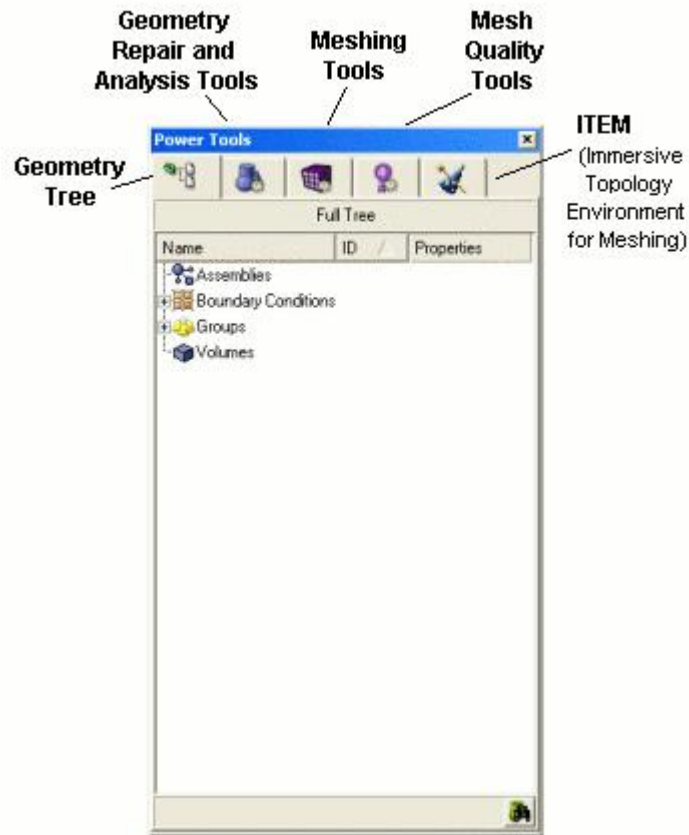 Geometry
Repair and
Analysis Tools
Meshing
Tools
Mesh
Quality
Tools
ITEM
(Immersive
Topology
Environment
for Meshing)
Geometry
Tree
Power Tools
Full Tree
Name ID Properties
Assemblies
Boundary Conditions
Groups
Volumes